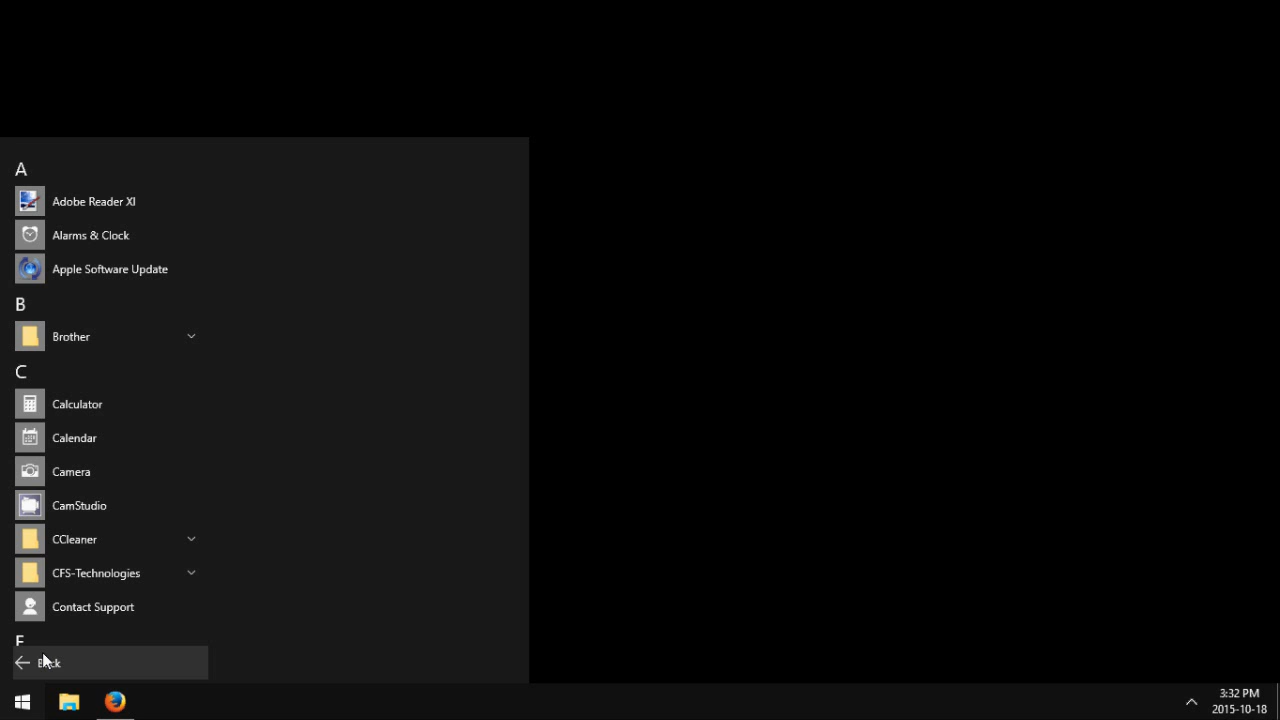 A
Adobe Reader XI
Alarms & Clock
Apple Software Update
B
Brother
C
Calculator
Calendar
Camera
CamStudio
CCleaner
CFS-Technologies
Contact Support
Back
3:32 PM
2015-10-18